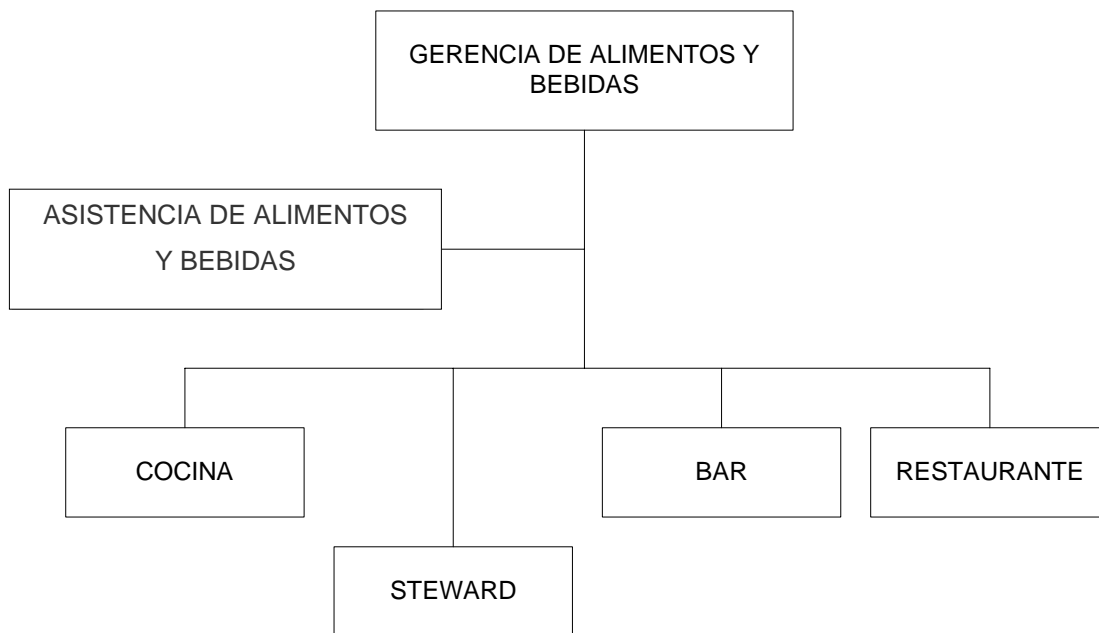 GERENCIA DE ALIMENTOS Y
BEBIDAS
ASISTENCIA DE ALIMENTOS
Y BEBIDAS
COCINA
BAR
RESTAURANTE
STEWARD